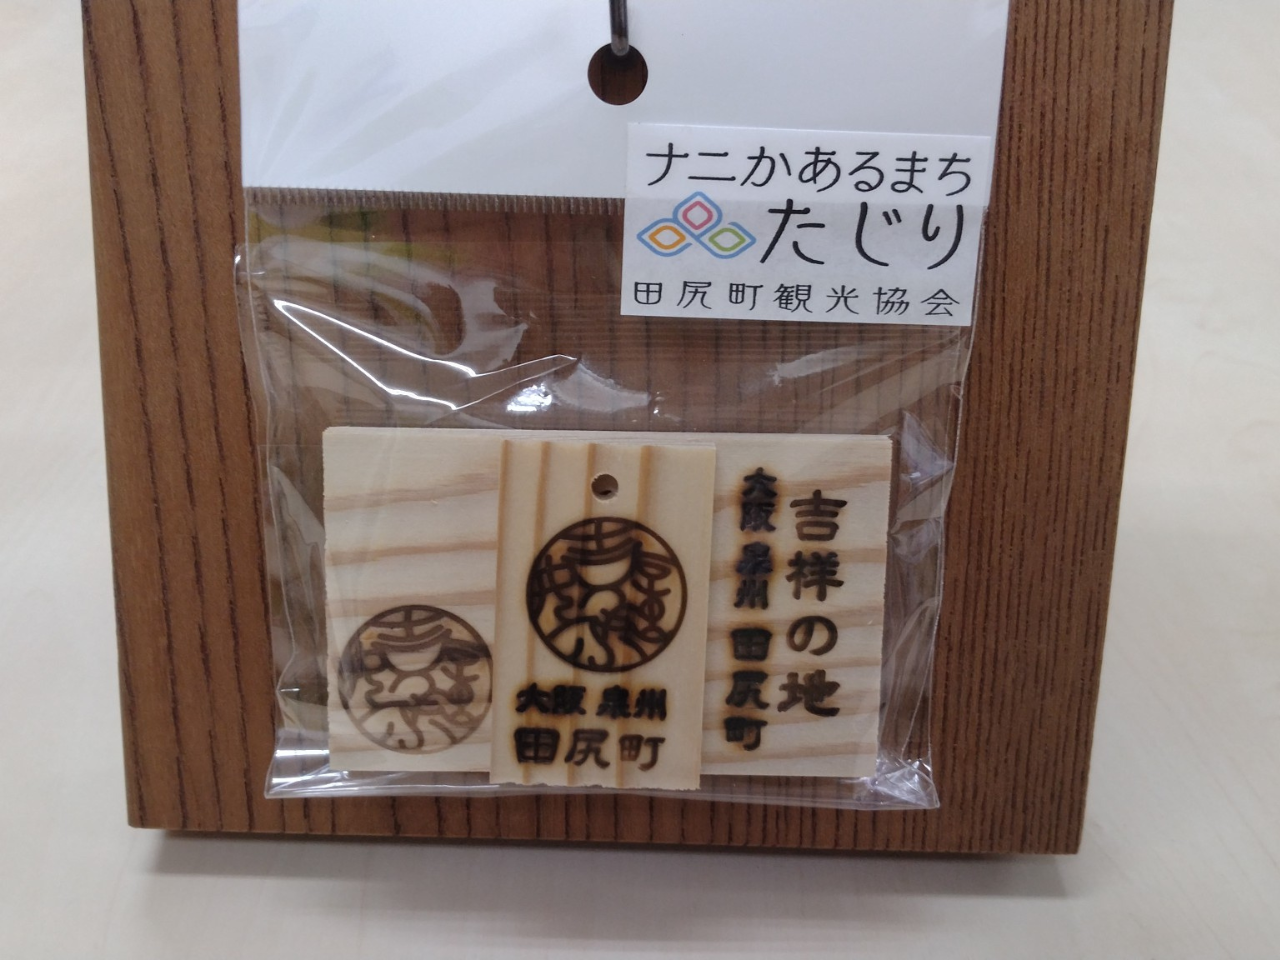 ナニかあるまち
たじり
田尻町観光協会
大阪 泉州
田尻町
吉祥の地
大阪 泉州 田尻町